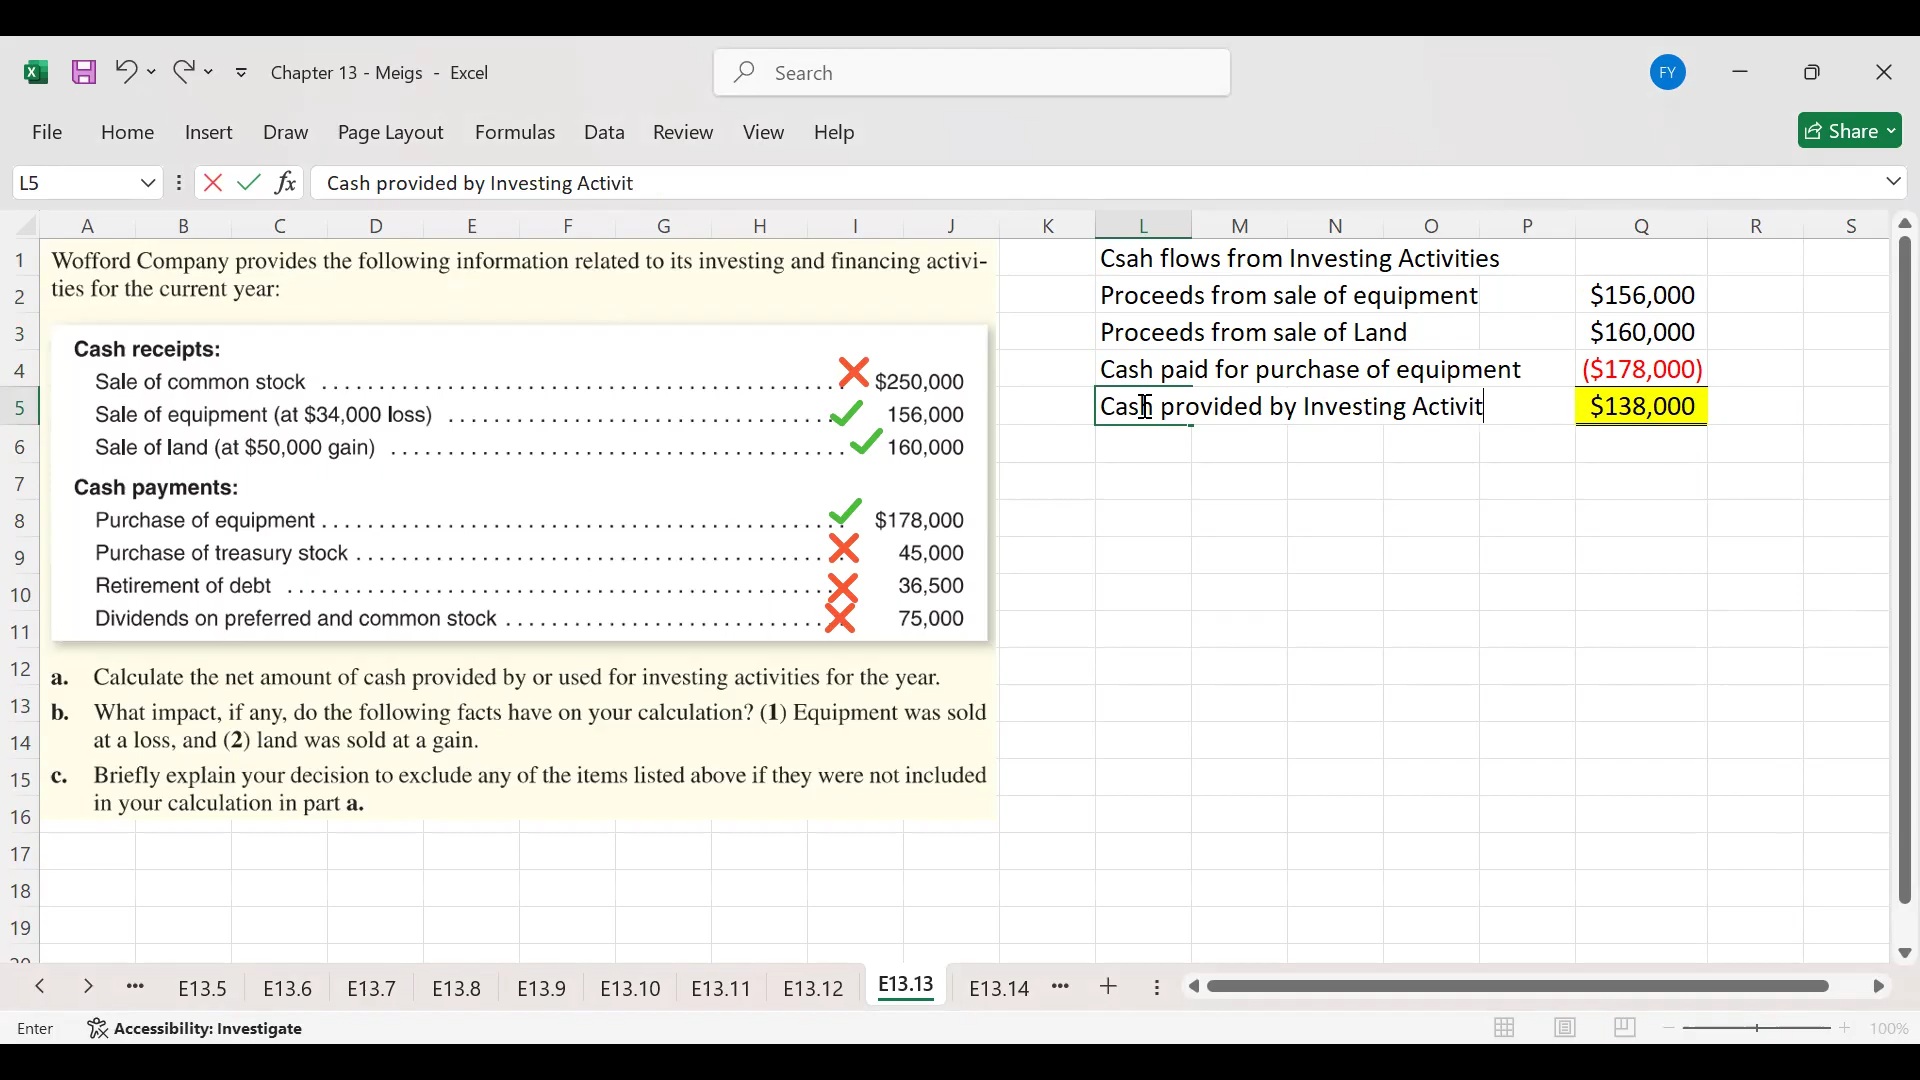 Chapter 13 - Meigs - Excel
Search
FY
File Home Insert Draw Page Layout Formulas Data Review View Help
Share
L5
fx
Cash provided by Investing Activit
A B C D E F G H I J K L M N O P Q R S
1
2
3
4
5
6
7
8
9
10
11
12
13
14
15
16
17
18
19
Wofford Company provides the following information related to its investing and financing activi-
ties for the current year:
Cash receipts:
Sale of common stock $250,000
Sale of equipment (at $34,000 loss) 156,000
Sale of land (at $50,000 gain) 160,000
Cash payments:
Purchase of equipment $178,000
Purchase of treasury stock 45,000
Retirement of debt 36,500
Dividends on preferred and common stock 75,000
a. Calculate the net amount of cash provided by or used for investing activities for the year.
b. What impact, if any, do the following facts have on your calculation? (1) Equipment was sold
at a loss, and (2) land was sold at a gain.
c. Briefly explain your decision to exclude any of the items listed above if they were not included
in your calculation in part a.
Csah flows from Investing Activities
Proceeds from sale of equipment $156,000
Proceeds from sale of Land $160,000
Cash paid for purchase of equipment ($178,000)
Cash provided by Investing Activit $138,000
E13.5 E13.6 E13.7 E13.8 E13.9 E13.10 E13.11 E13.12 E13.13 E13.14
Enter
Accessibility: Investigate
100%